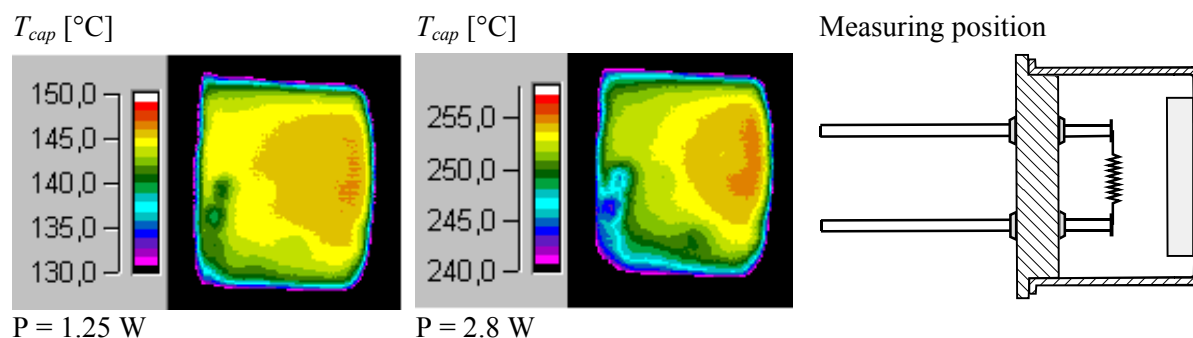 T_cap [°C]
150,0
145,0
140,0
135,0
130,0
P = 1.25 W
T_cap [°C]
255,0
250,0
245,0
240,0
P = 2.8 W
Measuring position